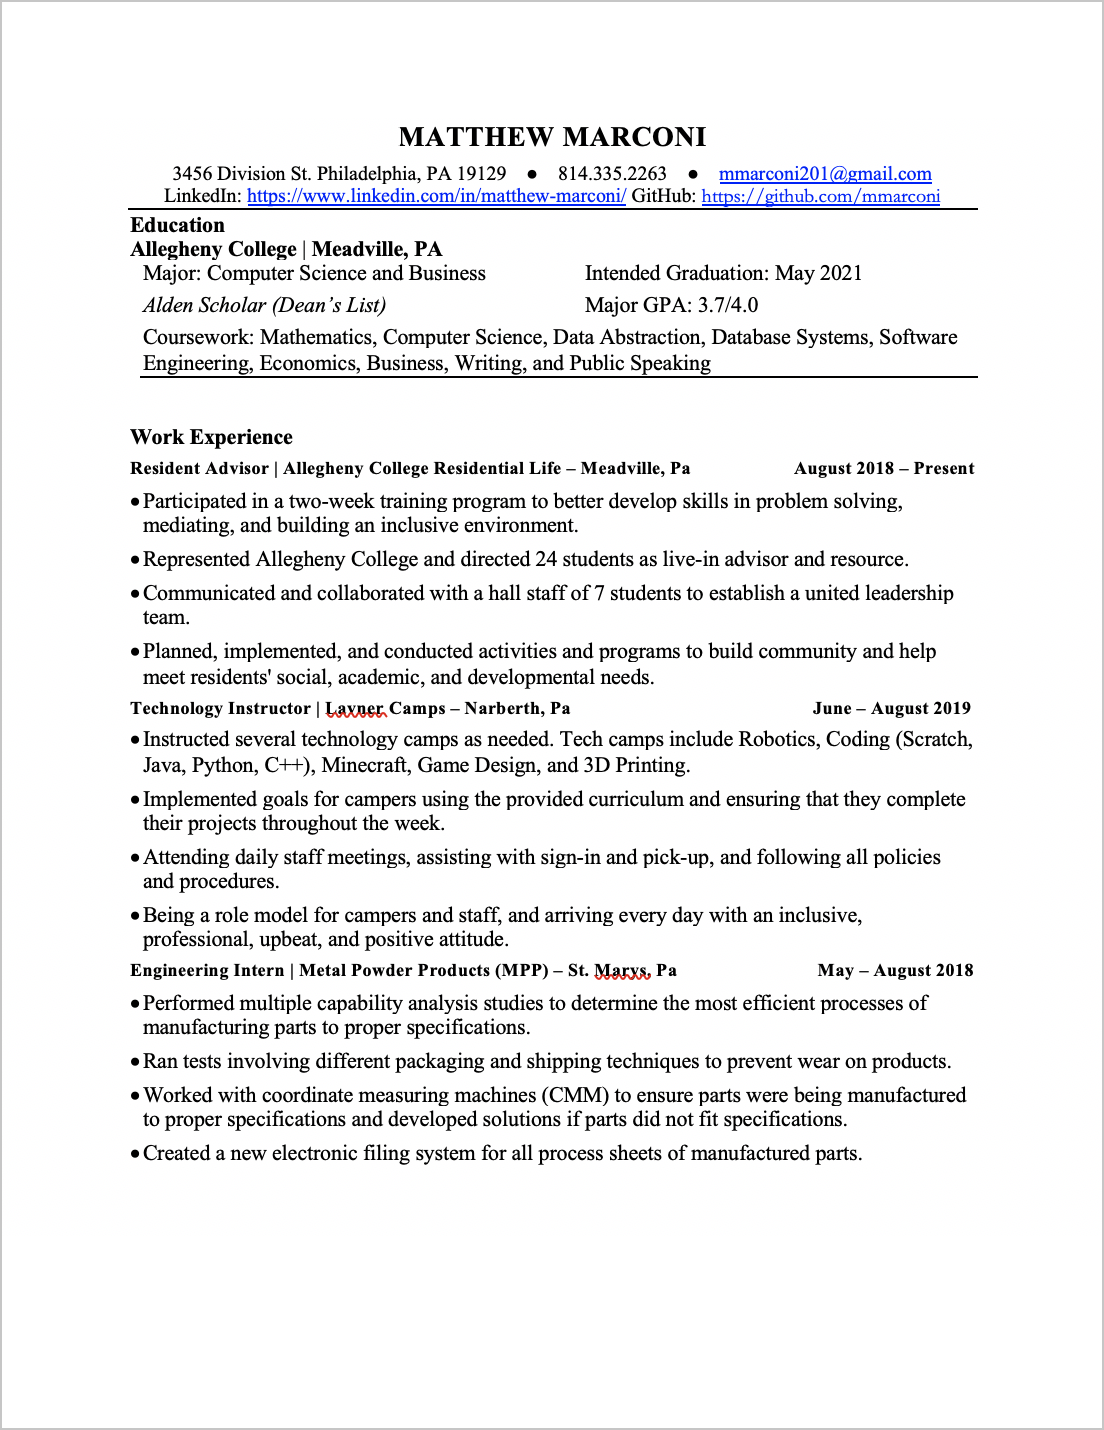 MATTHEW MARCONI
3456 Division St. Philadelphia, PA 19129 ● 814.335.2263 ● mmarconi201@gmail.com
LinkedIn: https://www.linkedin.com/in/matthew-marconi/ GitHub: https://github.com/mmarconi
Education
Allegheny College | Meadville, PA
Major: Computer Science and Business Intended Graduation: May 2021
Alden Scholar (Dean’s List) Major GPA: 3.7/4.0
Coursework: Mathematics, Computer Science, Data Abstraction, Database Systems, Software
Engineering, Economics, Business, Writing, and Public Speaking
Work Experience
Resident Advisor | Allegheny College Residential Life – Meadville, Pa August 2018 – Present
● Participated in a two-week training program to better develop skills in problem solving,
mediating, and building an inclusive environment.
● Represented Allegheny College and directed 24 students as live-in advisor and resource.
● Communicated and collaborated with a hall staff of 7 students to establish a united leadership
team.
● Planned, implemented, and conducted activities and programs to build community and help
meet residents' social, academic, and developmental needs.
Technology Instructor | Lavner Camps – Narberth, Pa June – August 2019
● Instructed several technology camps as needed. Tech camps include Robotics, Coding (Scratch,
Java, Python, C++), Minecraft, Game Design, and 3D Printing.
● Implemented goals for campers using the provided curriculum and ensuring that they complete
their projects throughout the week.
● Attending daily staff meetings, assisting with sign-in and pick-up, and following all policies
and procedures.
● Being a role model for campers and staff, and arriving every day with an inclusive,
professional, upbeat, and positive attitude.
Engineering Intern | Metal Powder Products (MPP) – St. Marys, Pa May – August 2018
● Performed multiple capability analysis studies to determine the most efficient processes of
manufacturing parts to proper specifications.
● Ran tests involving different packaging and shipping techniques to prevent wear on products.
● Worked with coordinate measuring machines (CMM) to ensure parts were being manufactured
to proper specifications and developed solutions if parts did not fit specifications.
● Created a new electronic filing system for all process sheets of manufactured parts.